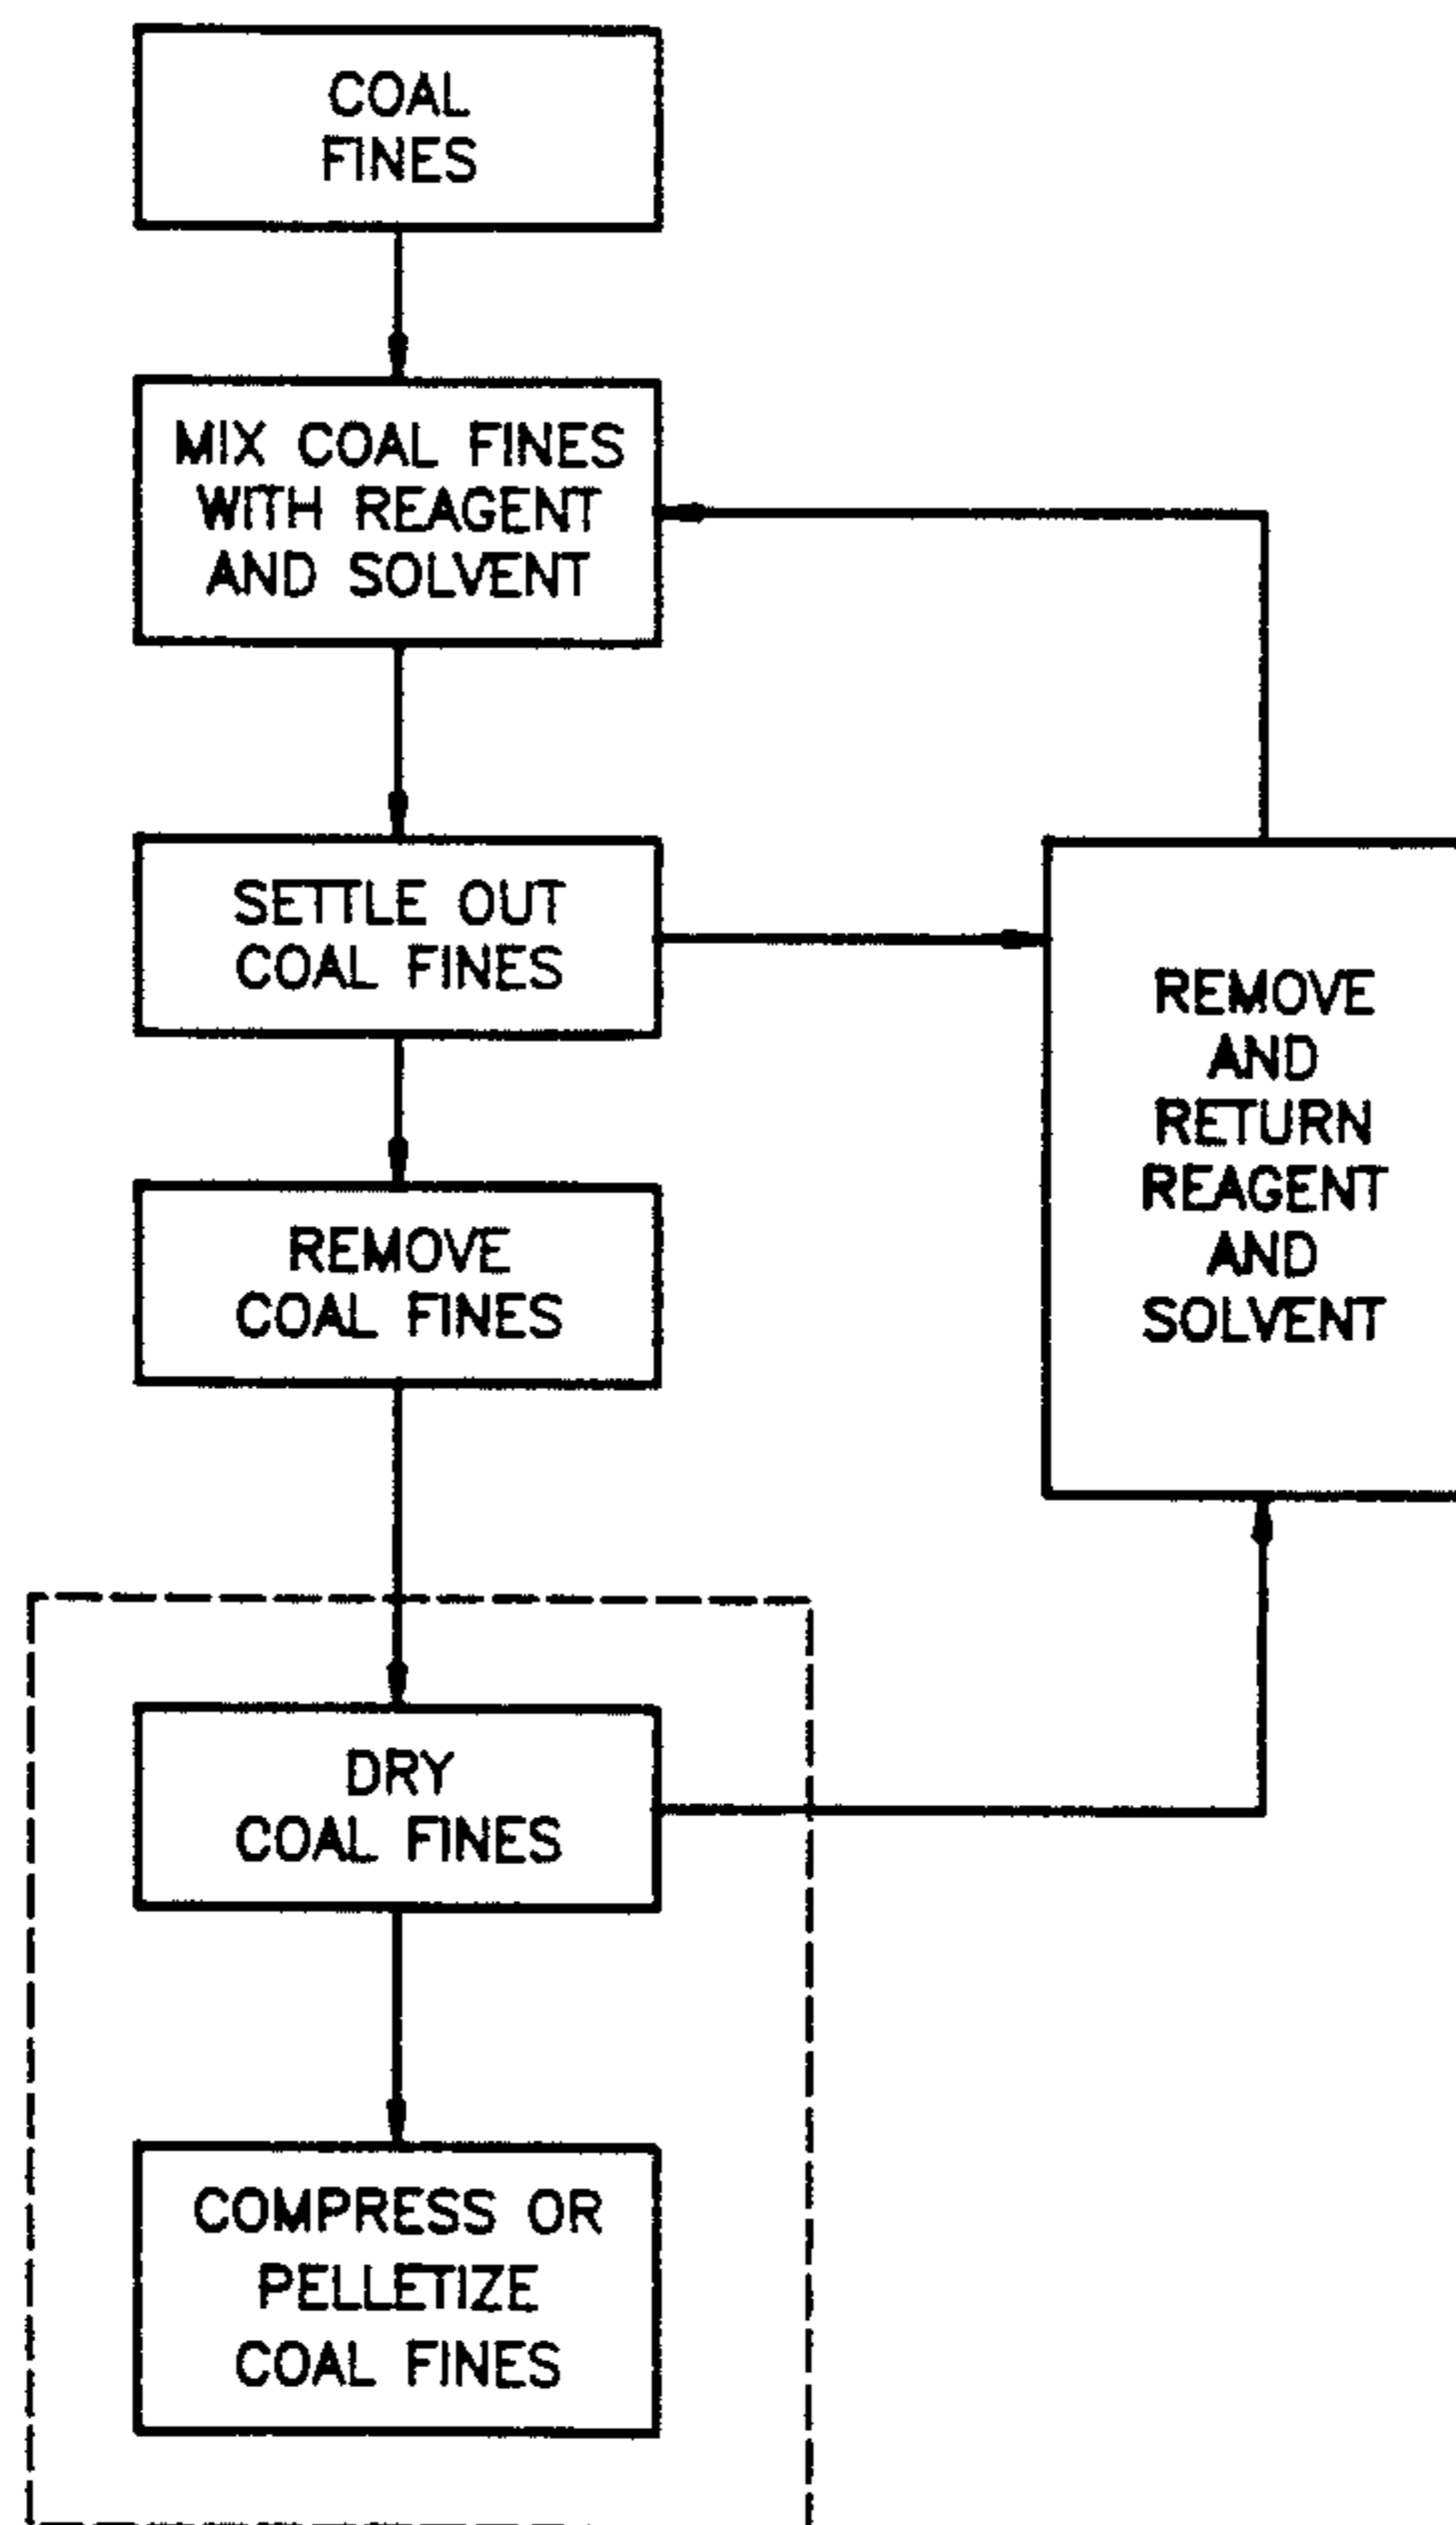 COAL
FINES
MIX COAL FINES
WITH REAGENT
AND SOLVENT
SETTLE OUT
COAL FINES
REMOVE
AND
RETURN
REAGENT
AND
SOLVENT
REMOVE
COAL FINES
DRY
COAL FINES
COMPRESS OR
PELLETIZE
COAL FINES